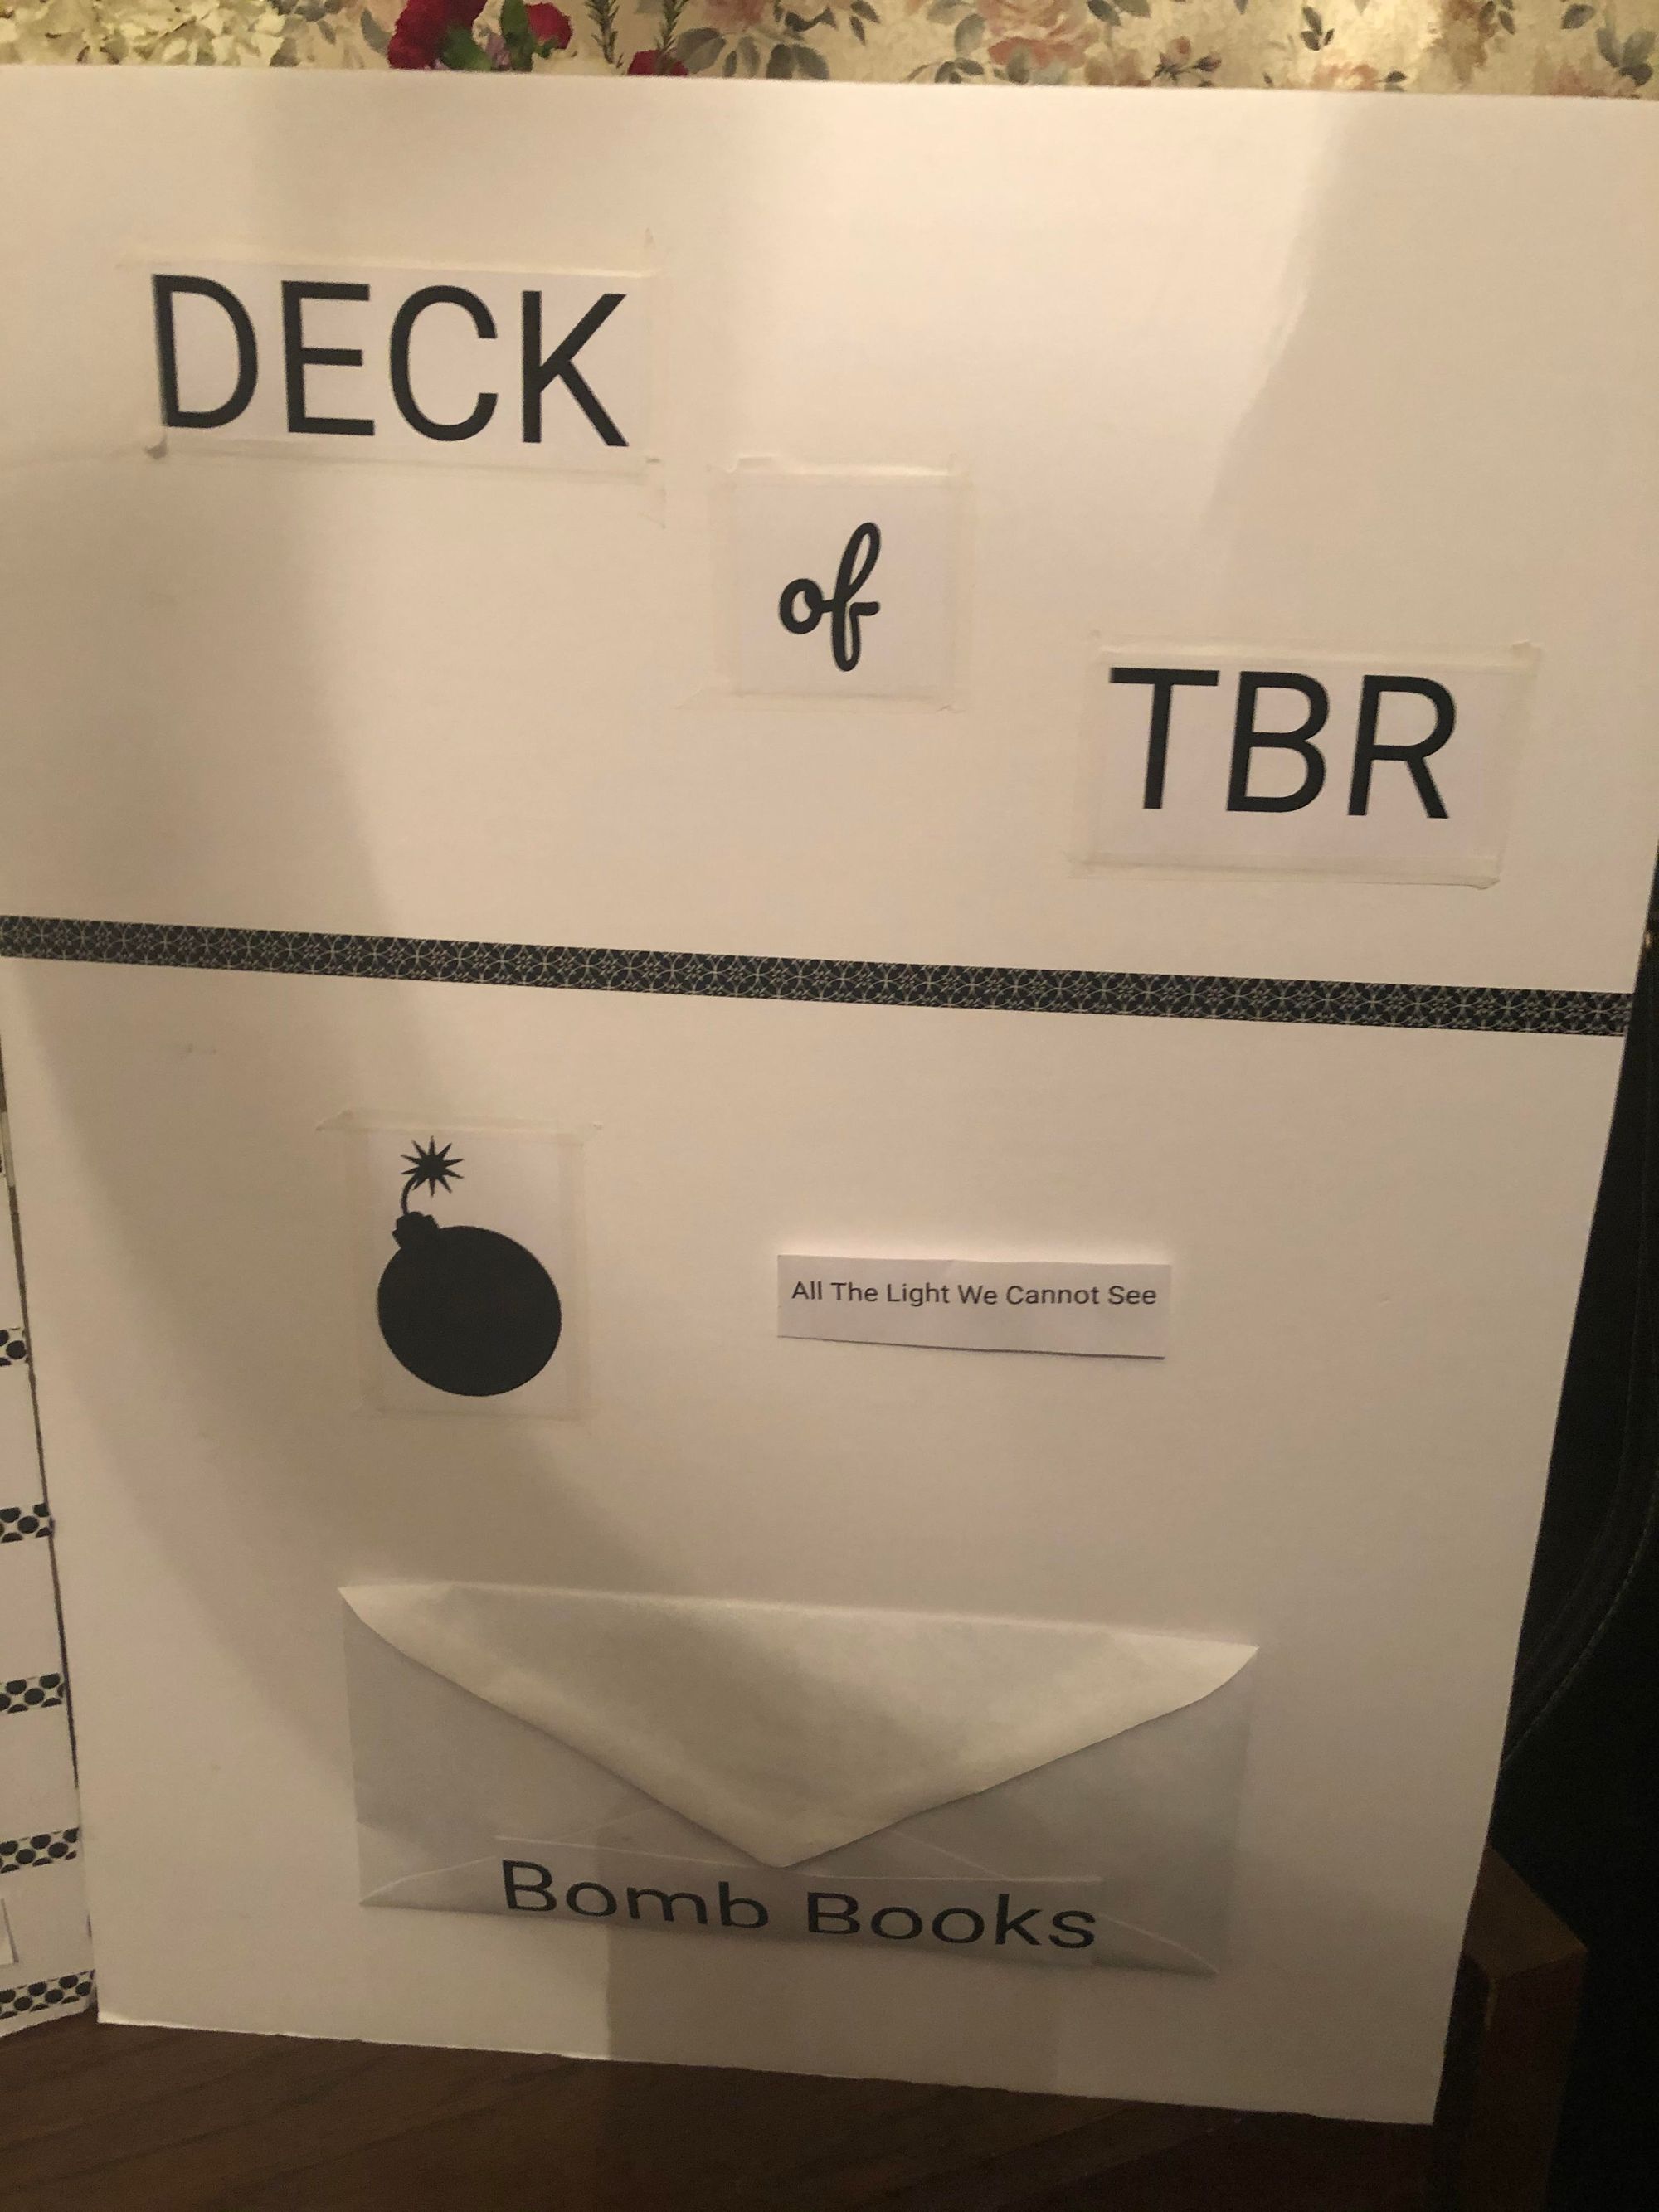 DECK
of
TBR
All The Light We Cannot See
Bomb Books